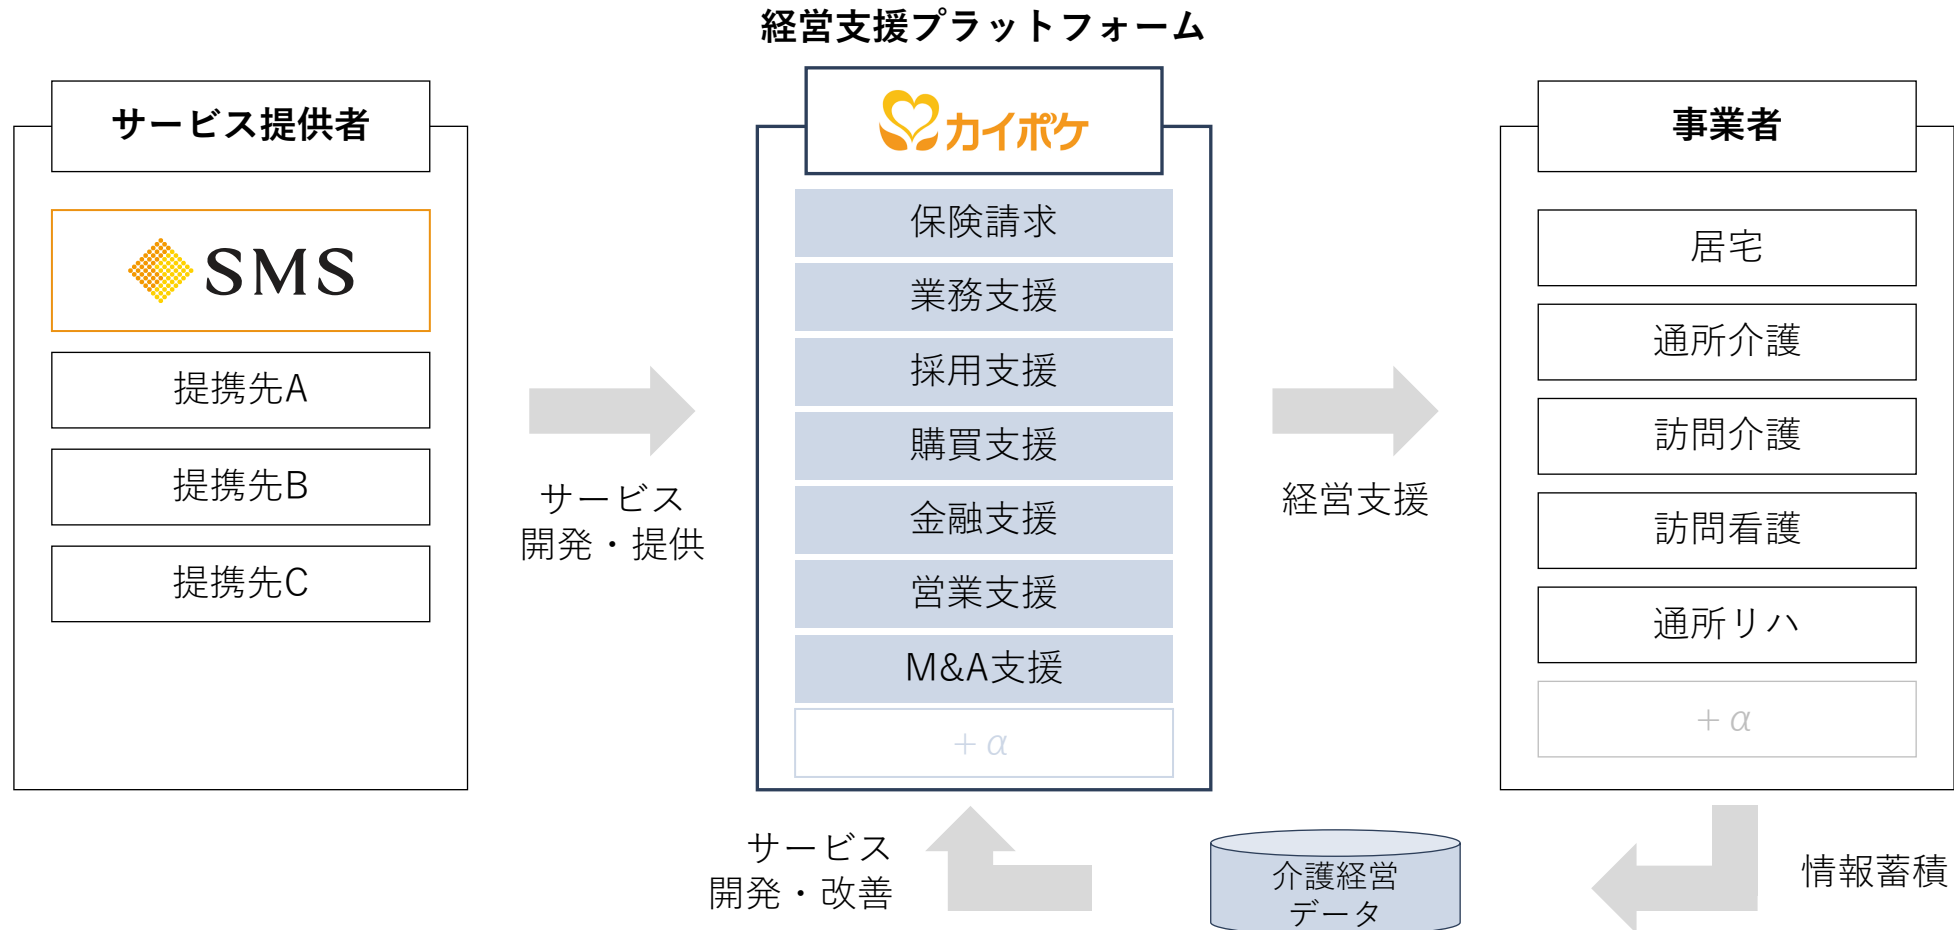 経営支援プラットフォーム
サービス提供者
SMS
提携先A
提携先B
提携先C
サービス
開発・提供
カイポケ
保険請求
業務支援
採用支援
購買支援
金融支援
営業支援
M&A支援
＋α
経営支援
事業者
居宅
通所介護
訪問介護
訪問看護
通所リハ
＋α
サービス
開発・改善
介護経営
データ
情報蓄積